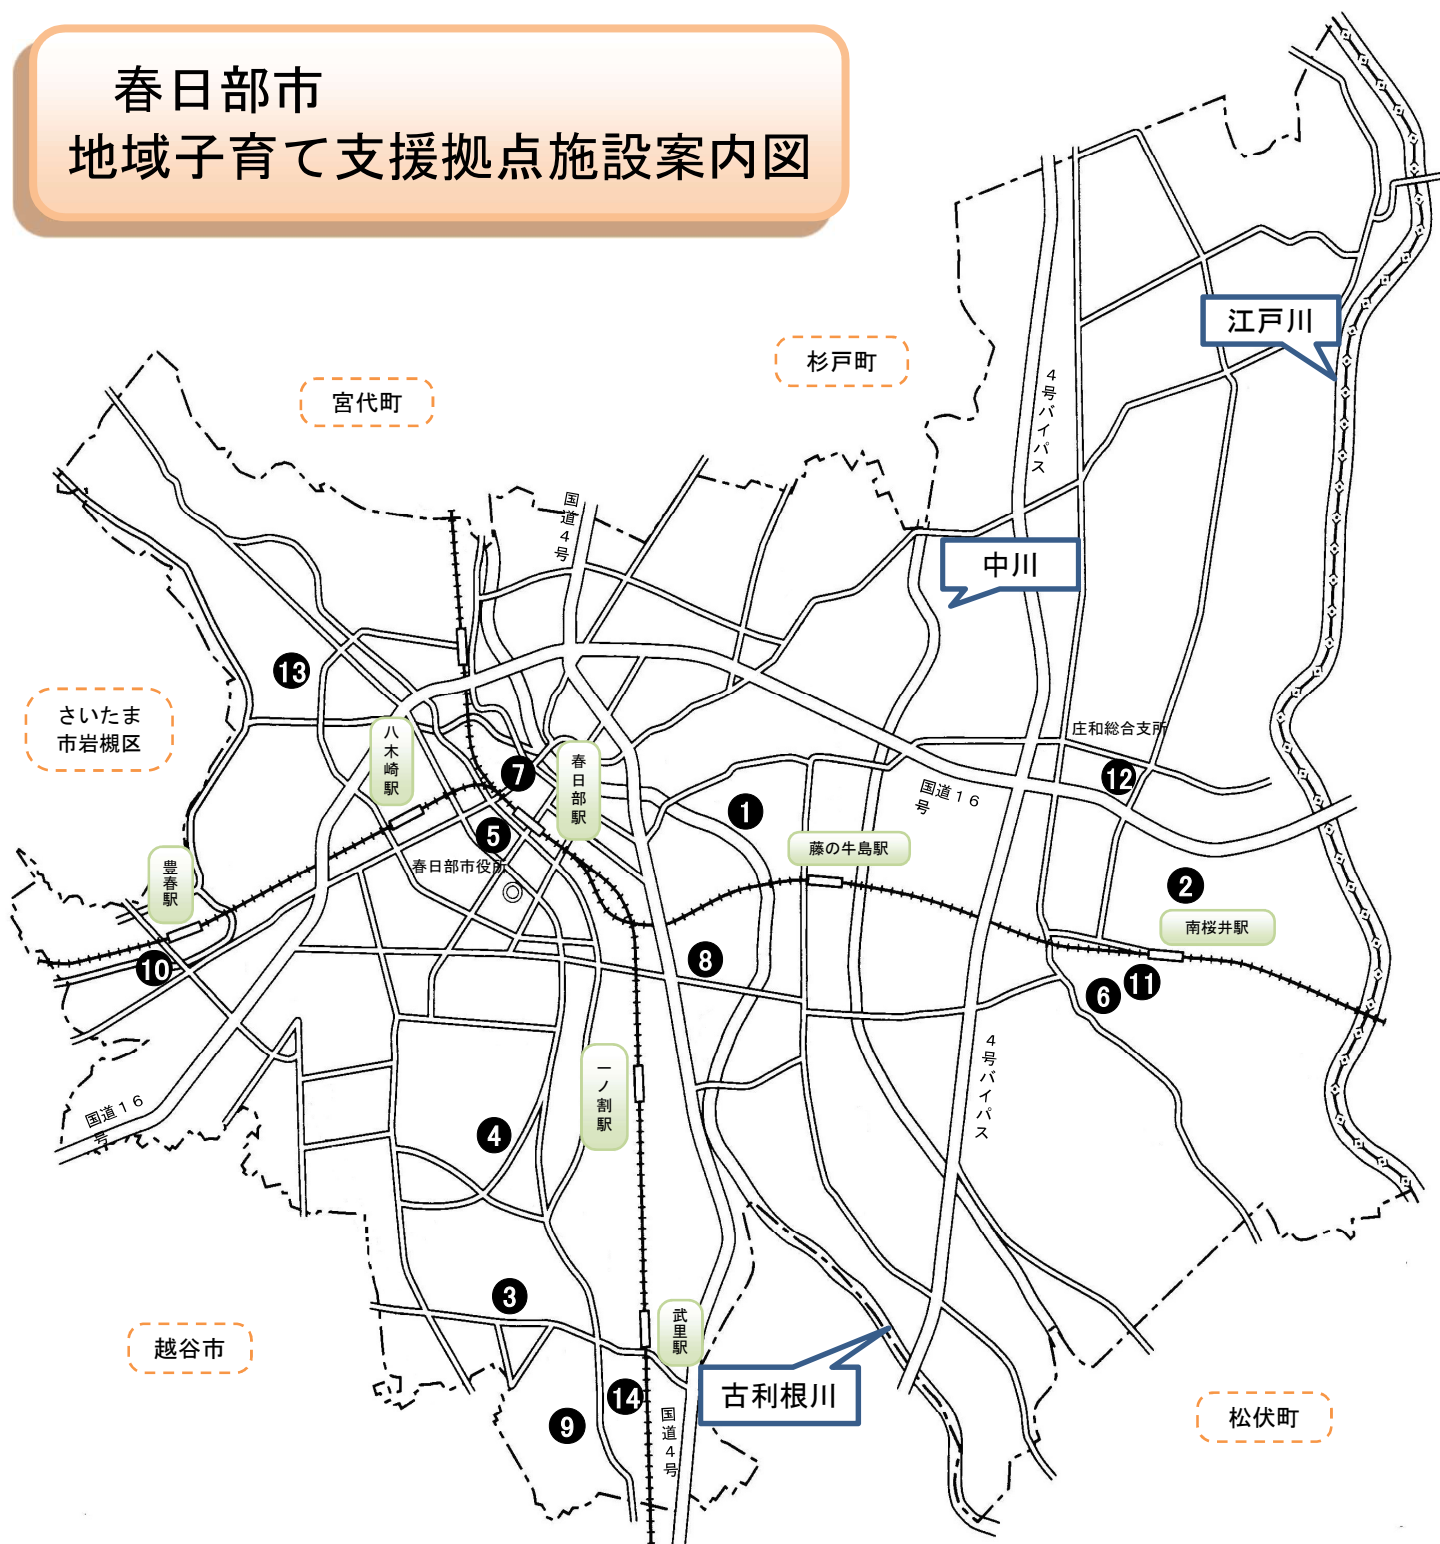 春日部市
地域子育て支援拠点施設案内図
江戸川
杉戸町
宮代町
4号バイパス
国道4号
中川
13
さいたま
市岩槻区
八木崎駅
春日部駅
7
庄和総合支所
12
国道16
号
1
5
藤の牛島駅
春日部市役所
豊春駅
2
南桜井駅
10
8
11
6
一ノ割駅
4号バイパス
国道16
号
4
3
武里駅
越谷市
古利根川
14
9
国道4号
松伏町